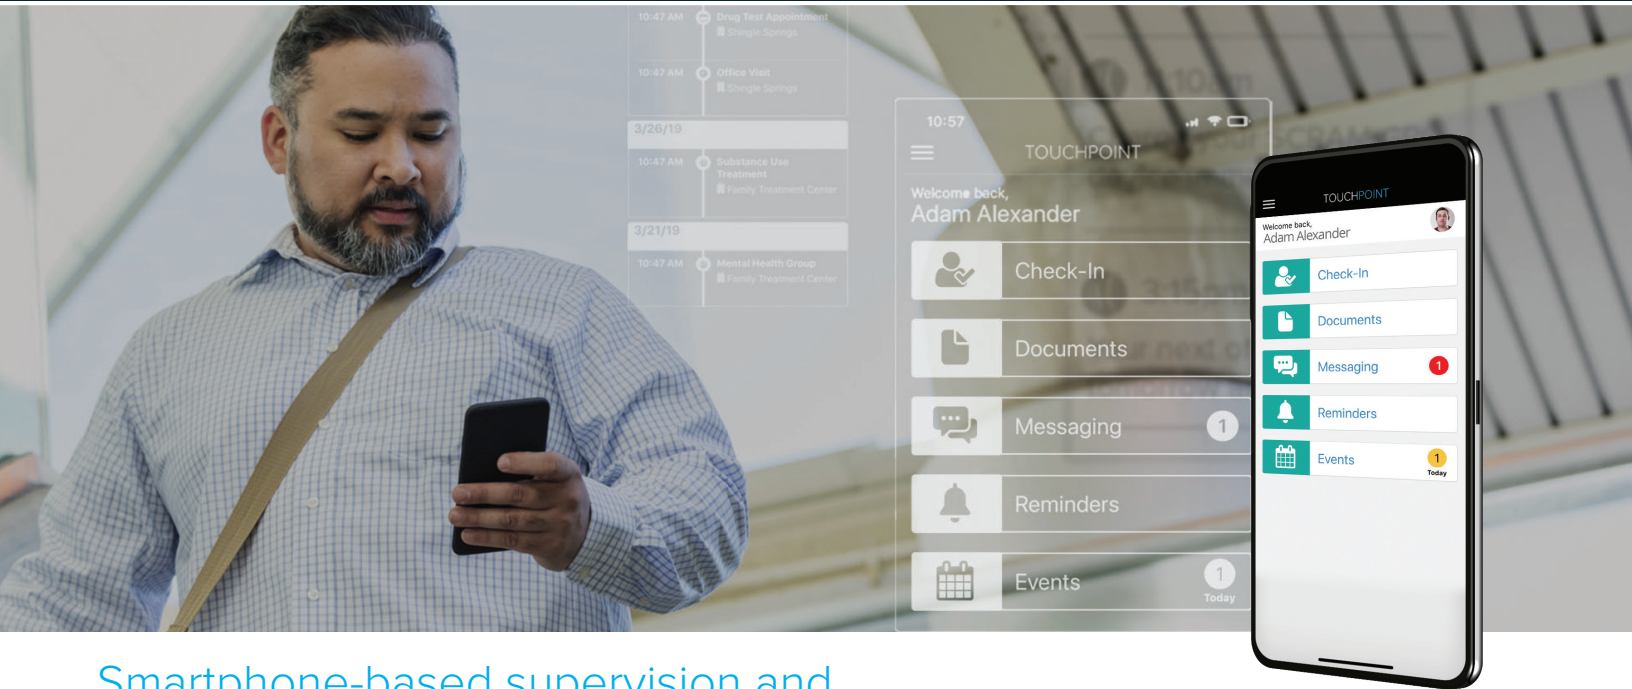 10:47 AM Drug Test Appointment
Shingle Springs
10:47 AM Office Visit
Shingle Springs
3/26/19
10:47 AM Substance Use
Treatment
Family Treatment Center
3/21/19
10:47 AM Mental Health Group
Family Treatment Center
10:57
TOUCHPOINT
Welcome back,
Adam Alexander
Check-In
Documents
Messaging 1
Reminders
Events 1
Today
TOUCHPOINT
Welcome back,
Adam Alexander
Check-In
Documents
Messaging 1
Reminders
Events 1
Today
Smartphone-based supervision and